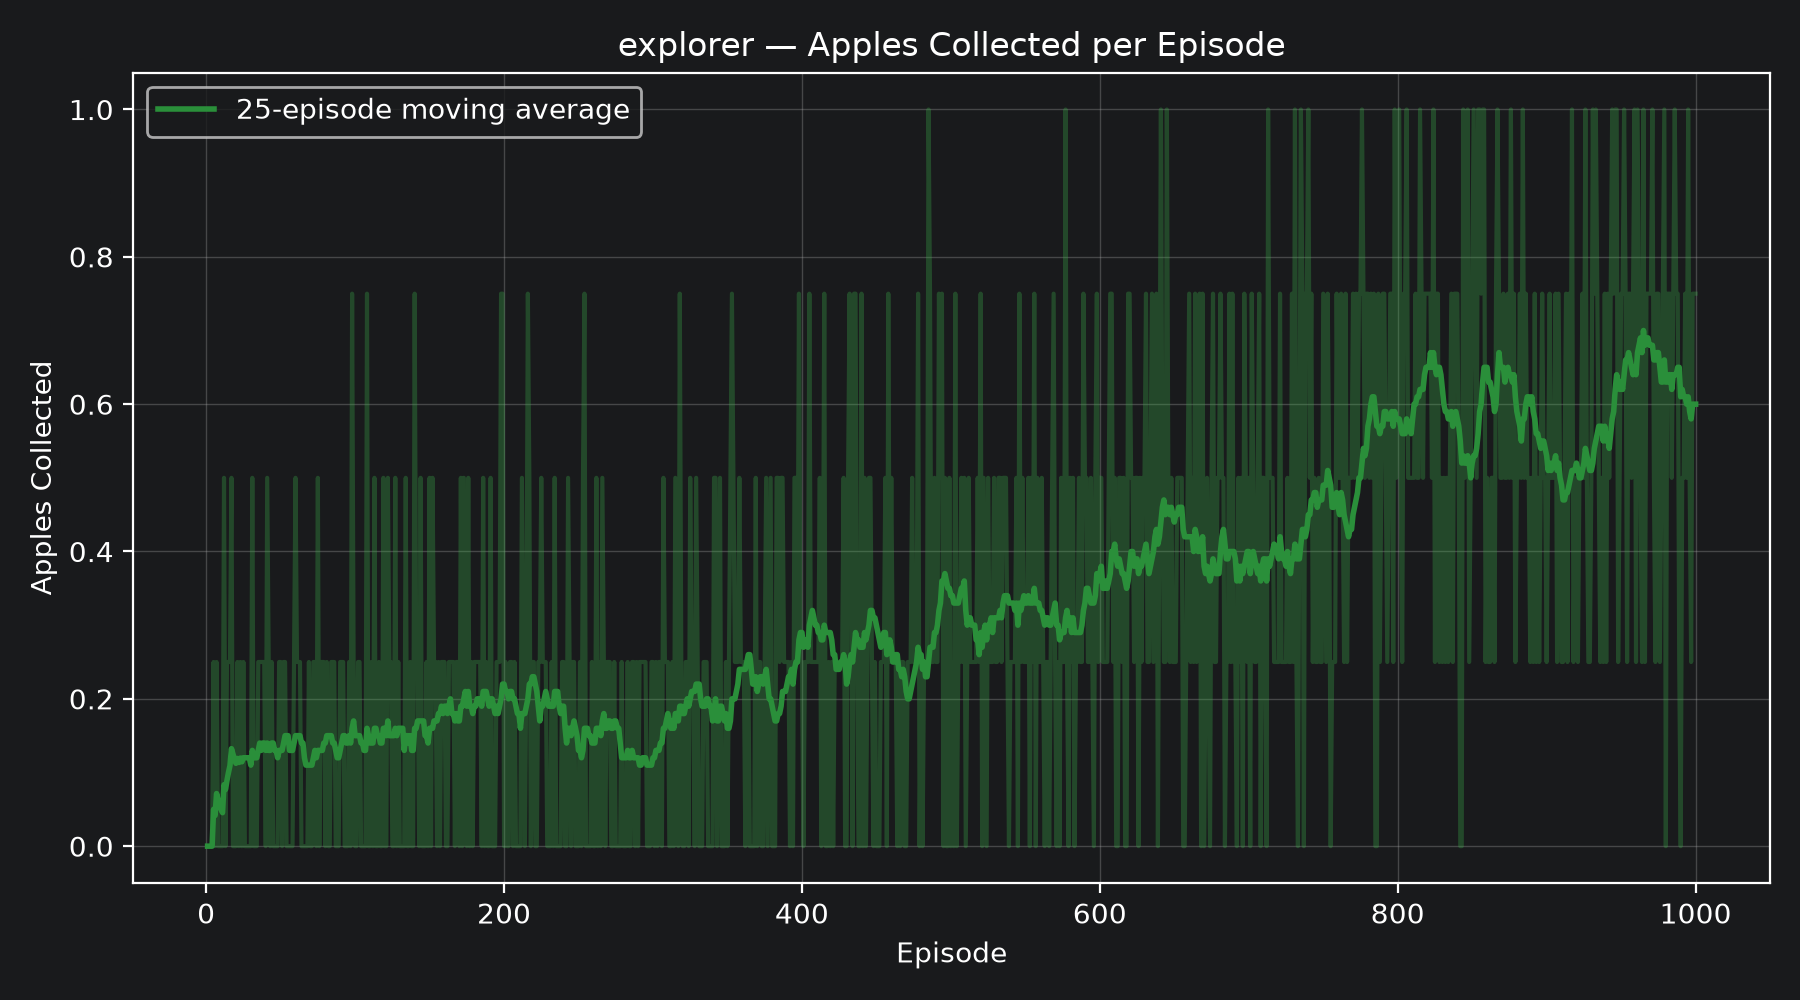 explorer — Apples Collected per Episode
25-episode moving average
1.0
0.8
0.6
0.4
0.2
0.0
Apples Collected
0 200 400 600 800 1000
Episode